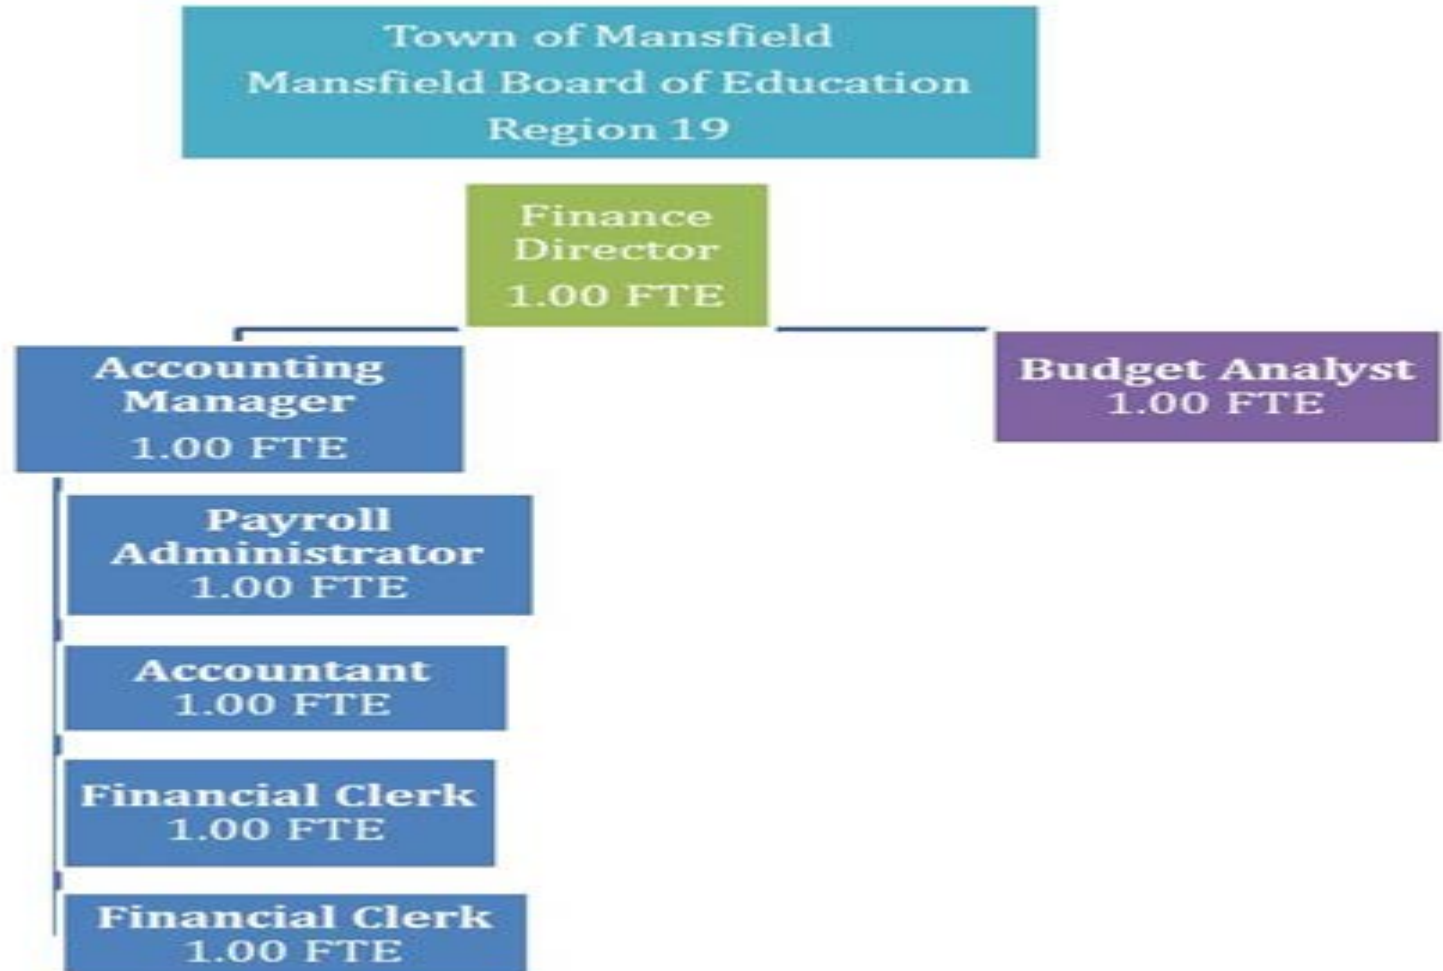 Town of Mansfield
Mansfield Board of Education
Region 19
Finance
Director
1.00 FTE
Accounting
Manager
1.00 FTE
Budget Analyst
1.00 FTE
Payroll
Administrator
1.00 FTE
Accountant
1.00 FTE
Financial Clerk
1.00 FTE
Financial Clerk
1.00 FTE